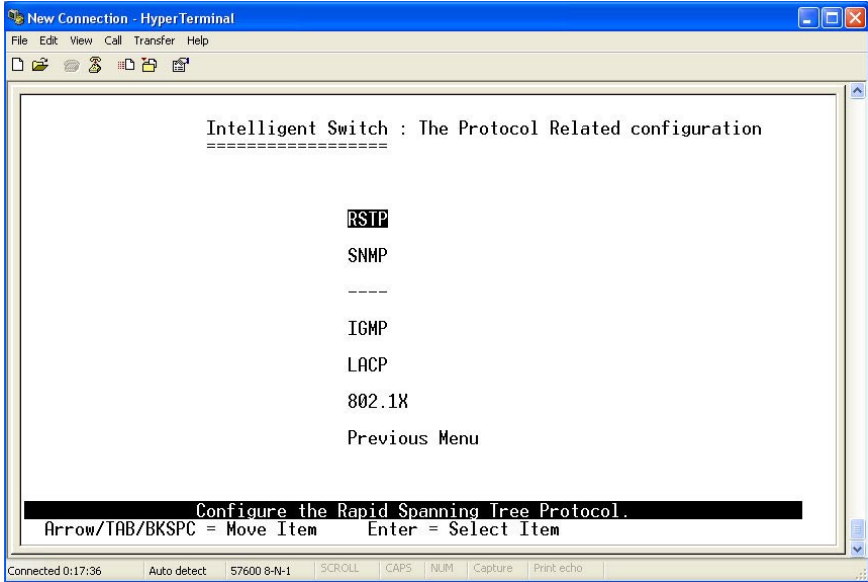 New Connection - HyperTerminal
File Edit View Call Transfer Help
Intelligent Switch : The Protocol Related configuration
==================
RSTP
SNMP
----
IGMP
LACP
802.1X
Previous Menu
Configure the Rapid Spanning Tree Protocol.
Arrow/TAB/BKSPC = Move Item Enter = Select Item
Connected 0:17:36 Auto detect 57600 8-N-1 SCROLL CAPS NUM Capture Print echo